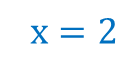 x = 2